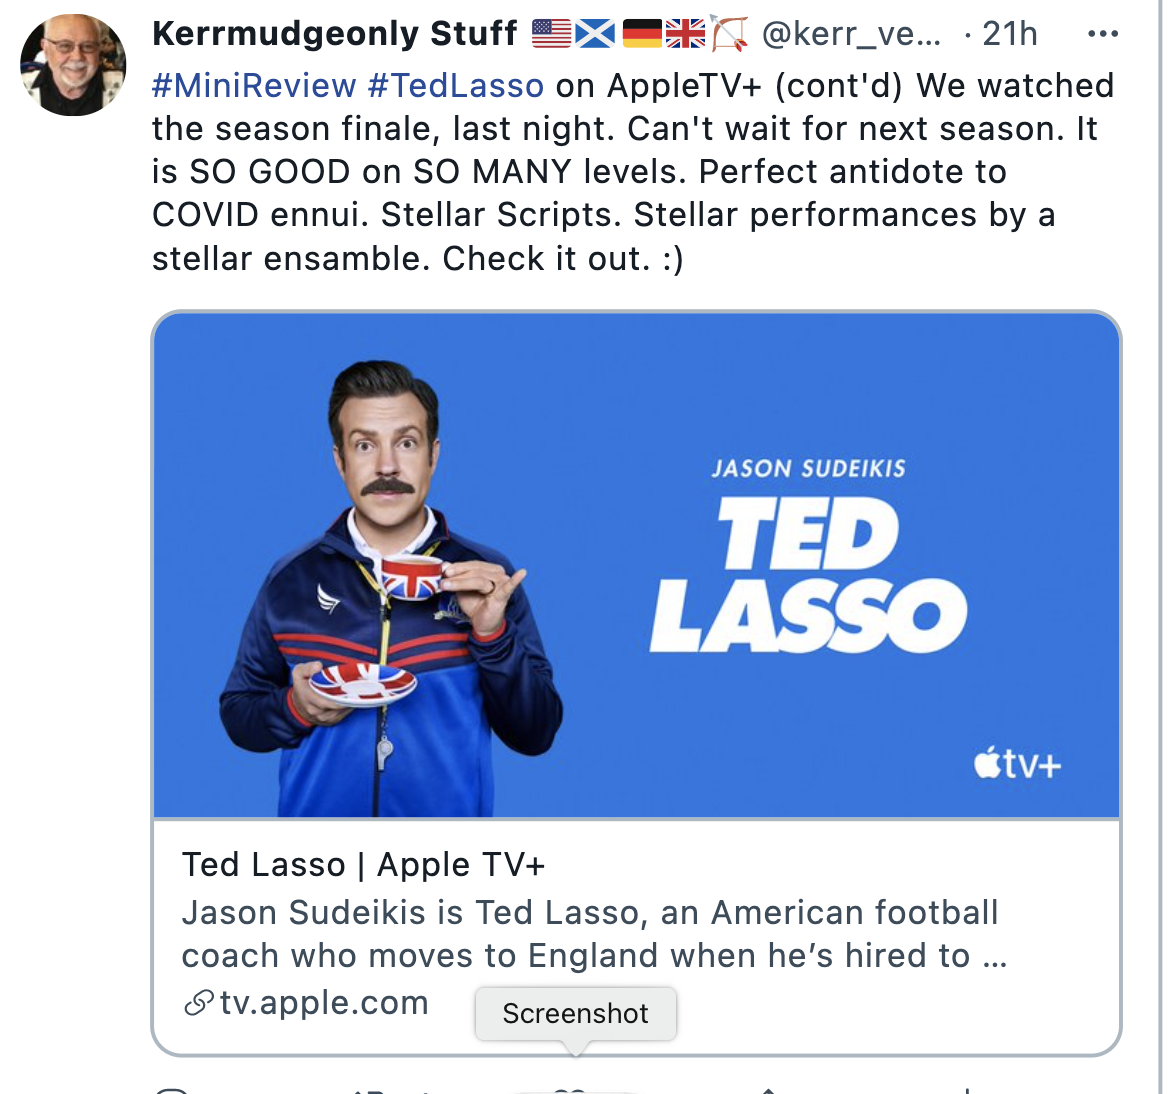 Kerrmudgeonly Stuff 🇺🇸🏴󠁧󠁢󠁳󠁣󠁴󠁿🇩🇪🇬🇧🏹 @kerr_ve... · 21h ...
#MiniReview #TedLasso on AppleTV+ (cont'd) We watched
the season finale, last night. Can't wait for next season. It
is SO GOOD on SO MANY levels. Perfect antidote to
COVID ennui. Stellar Scripts. Stellar performances by a
stellar ensamble. Check it out. :)
JASON SUDEIKIS
TED
LASSO
tv+
Ted Lasso | Apple TV+
Jason Sudeikis is Ted Lasso, an American football
coach who moves to England when he’s hired to ...
tv.apple.com
Screenshot